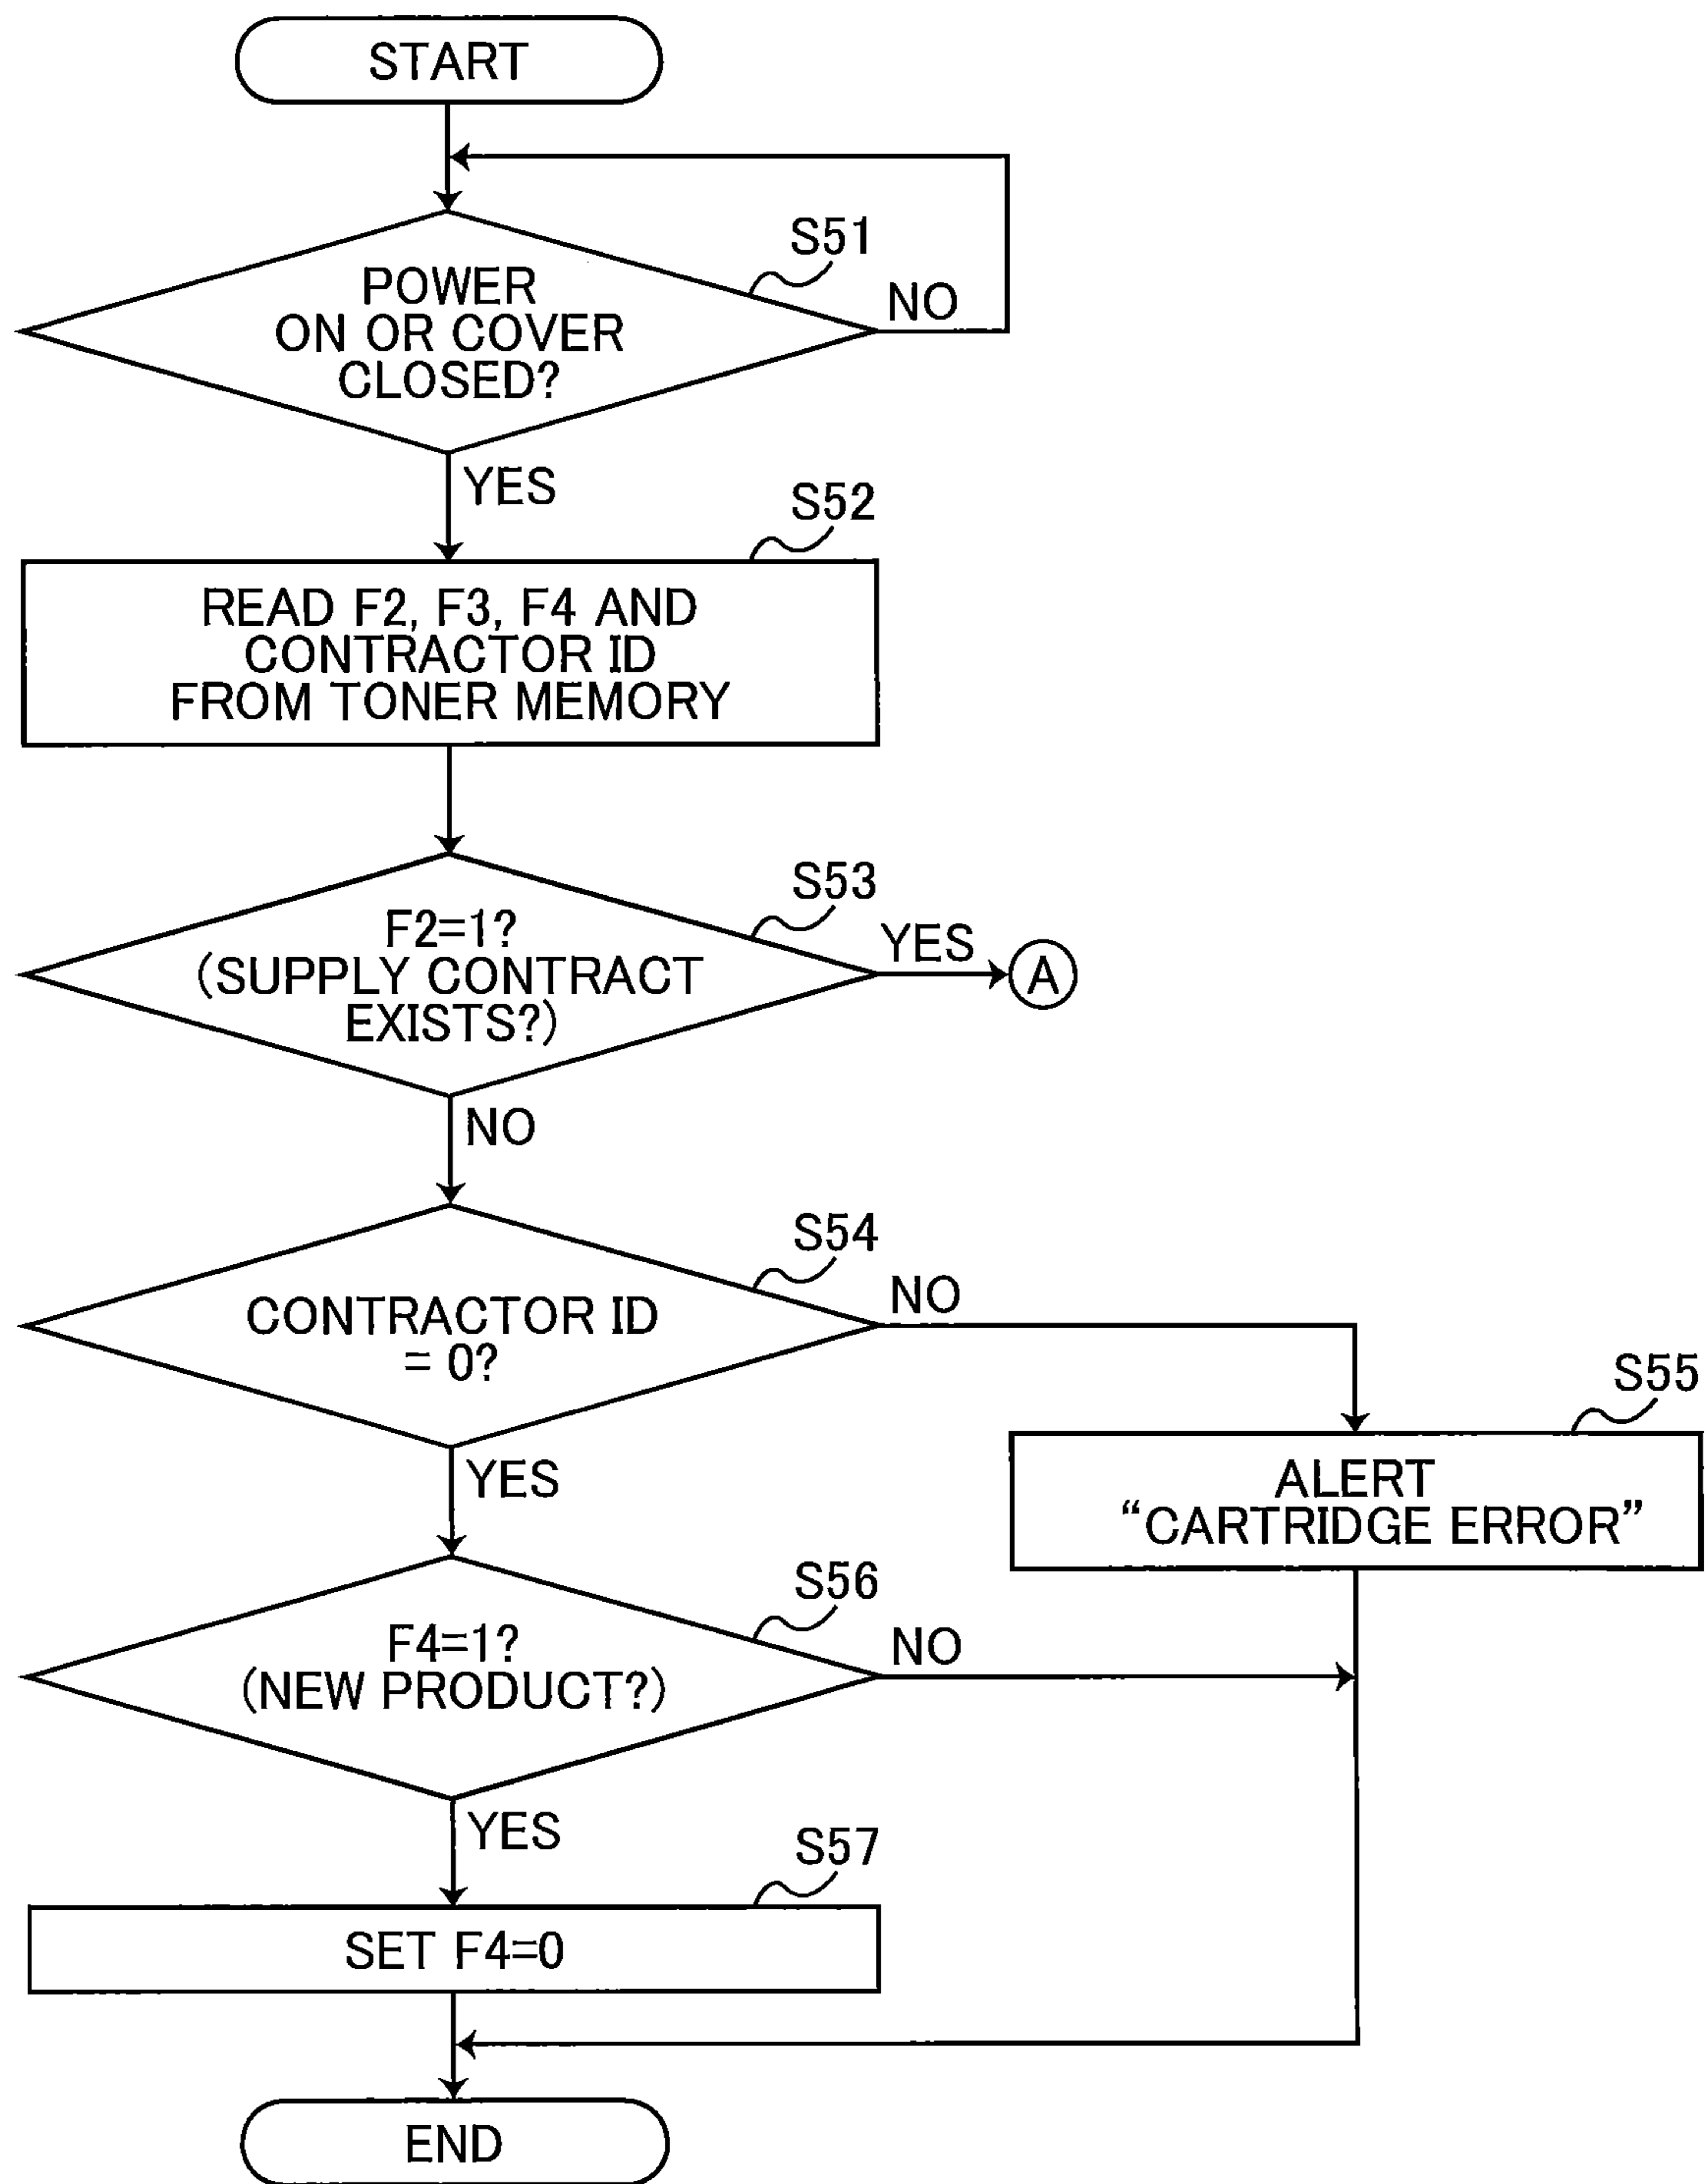 START
S51
POWER
ON OR COVER
CLOSED?
NO
YES
S52
READ F2, F3, F4 AND
CONTRACTOR ID
FROM TONER MEMORY
S53
F2=1?
(SUPPLY CONTRACT
EXISTS?)
YES
A
NO
S54
CONTRACTOR ID
= 0?
NO
YES
S55
ALERT
“CARTRIDGE ERROR”
S56
F4=1?
(NEW PRODUCT?)
NO
YES
S57
SET F4=0
END